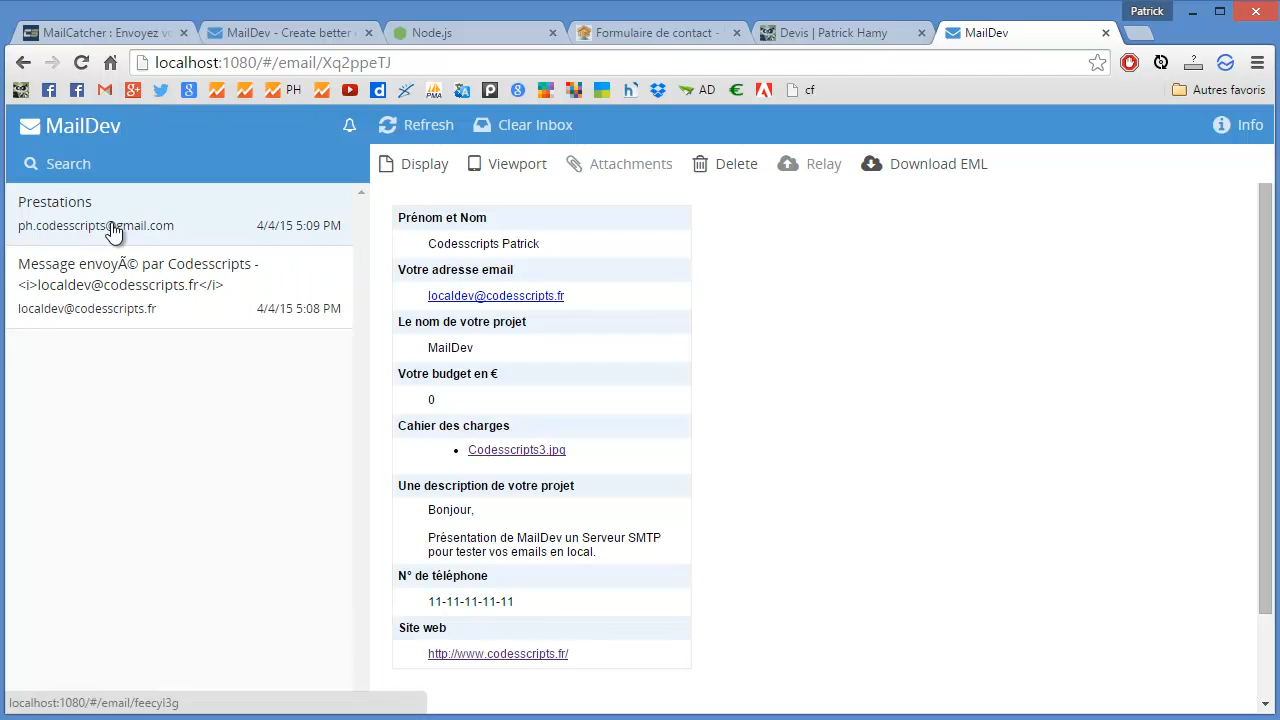 Patrick
MailCatcher : Envoyez vo
MailDev - Create better e
Node.js
Formulaire de contact -
Devis | Patrick Hamy
MailDev
localhost:1080/#/email/Xq2ppeTJ
PH
PMA
AD
cf
Autres favoris
MailDev
Refresh
Clear Inbox
Info
Search
Display
Viewport
Attachments
Delete
Relay
Download EML
Prestations
ph.codesscripts@gmail.com 4/4/15 5:09 PM
Message envoyÃ© par Codesscripts -
<i>localdev@codesscripts.fr</i>
localdev@codesscripts.fr 4/4/15 5:08 PM
Prénom et Nom
Codesscripts Patrick
Votre adresse email
localdev@codesscripts.fr
Le nom de votre projet
MailDev
Votre budget en €
0
Cahier des charges
Codesscripts3.jpg
Une description de votre projet
Bonjour,
Présentation de MailDev un Serveur SMTP
pour tester vos emails en local.
N° de téléphone
11-11-11-11-11
Site web
http://www.codesscripts.fr/
localhost:1080/#/email/feecyl3g